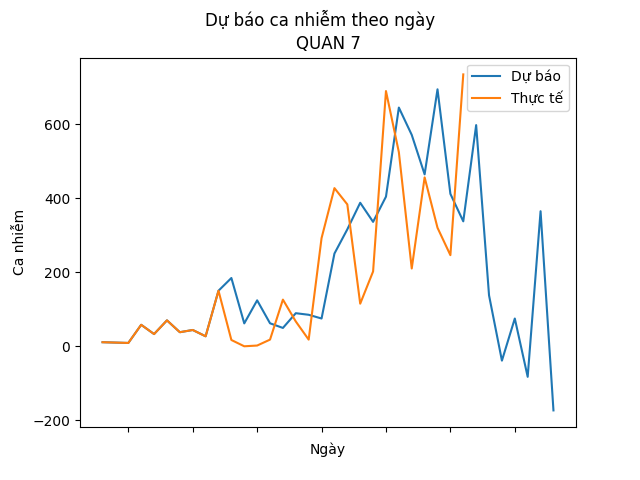 Dự báo ca nhiễm theo ngày
QUAN 7
Dự báo
Thực tế
Ca nhiễm
600
400
200
0
−200
Ngày